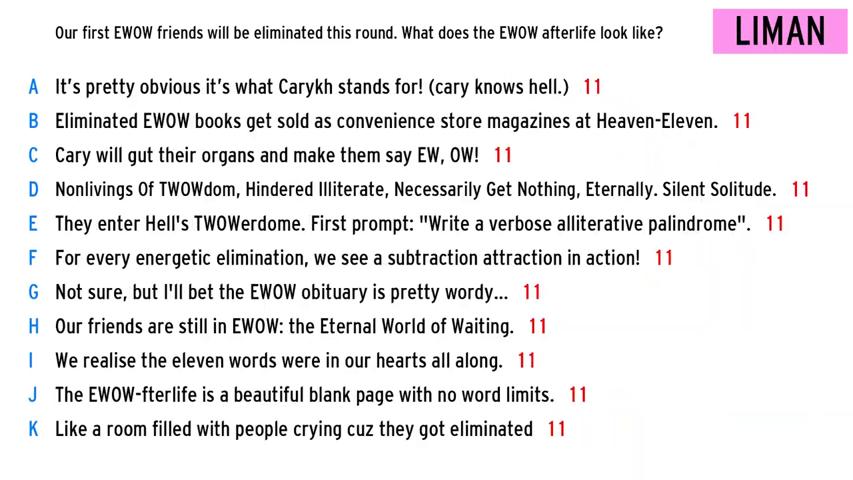 Our first EWOW friends will be eliminated this round. What does the EWOW afterlife look like?
LIMAN
A It's pretty obvious it's what Carykh stands for! (cary knows hell.) 11
B Eliminated EWOW books get sold as convenience store magazines at Heaven-Eleven. 11
C Cary will gut their organs and make them say EW, OW! 11
D Nonlivings Of TWOWdom, Hindered Illiterate, Necessarily Get Nothing, Eternally. Silent Solitude. 11
E They enter Hell's TWOWerdome. First prompt: "Write a verbose alliterative palindrome". 11
F For every energetic elimination, we see a subtraction attraction in action! 11
G Not sure, but I'll bet the EWOW obituary is pretty wordy... 11
H Our friends are still in EWOW: the Eternal World of Waiting. 11
I We realise the eleven words were in our hearts all along. 11
J The EWOW-fterlife is a beautiful blank page with no word limits. 11
K Like a room filled with people crying cuz they got eliminated 11